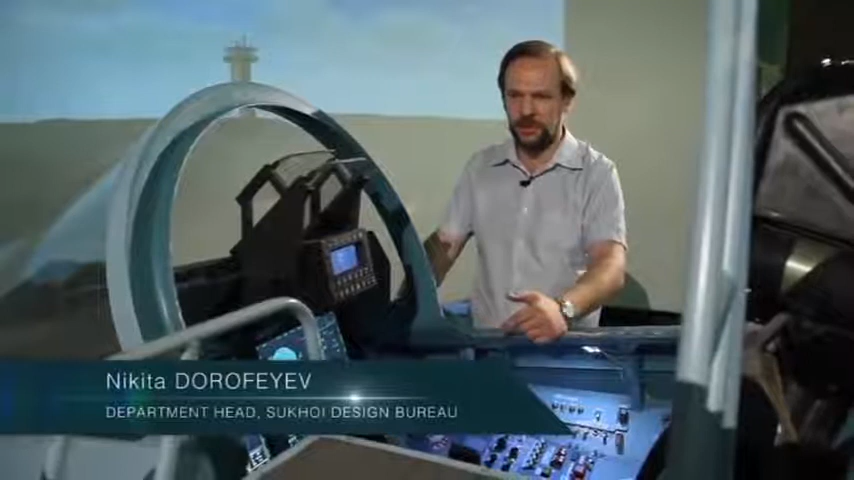 Nikita DOROFEYEV
DEPARTMENT HEAD, SUKHOI DESIGN BUREAU